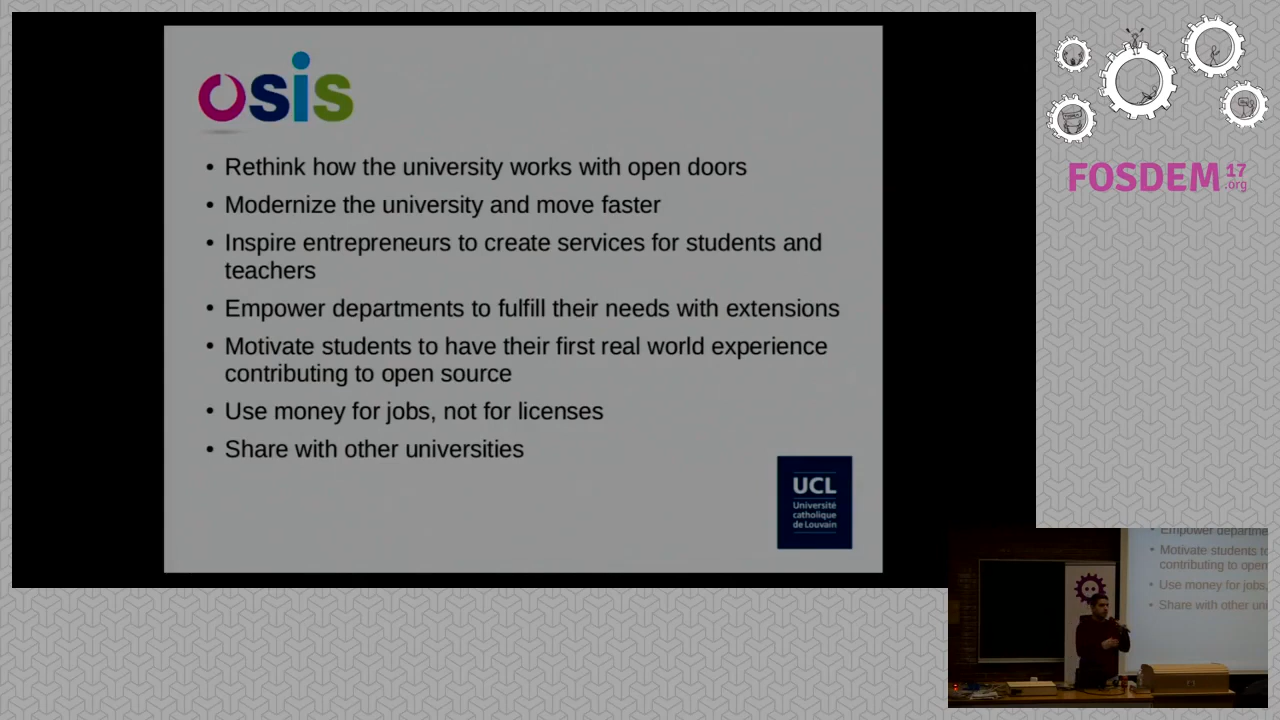 osis
• Rethink how the university works with open doors
• Modernize the university and move faster
• Inspire entrepreneurs to create services for students and
teachers
• Empower departments to fulfill their needs with extensions
• Motivate students to have their first real world experience
contributing to open source
• Use money for jobs, not for licenses
• Share with other universities
UCL
Université
catholique
de Louvain
FOSDEM 17
.org
Empower departme
• Motivate students to
contributing to open
• Use money for jobs,
• Share with other uni